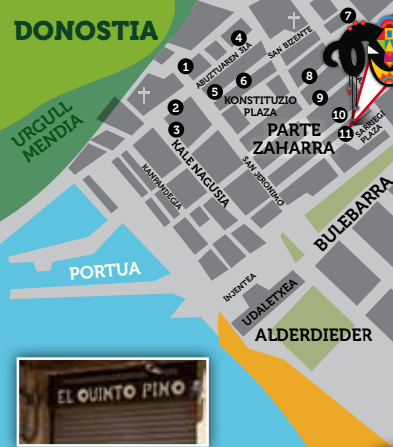 DONOSTIA
URGULL
MENDIA
7
4
1
ABUZTUAREN 31A
SAN BIZENTE
5
6
8
2
KONSTITUZIO
PLAZA
9
3
10
PARTE
ZAHARRA
11
SARRIEGI
PLAZA
KALE NAGUSIA
KANPANDEGIA
SAN JERONIMO
BULEBARRA
PORTUA
INJENTEA
UDALETXEA
ALDERDIEDER
EL QUINTO PINO